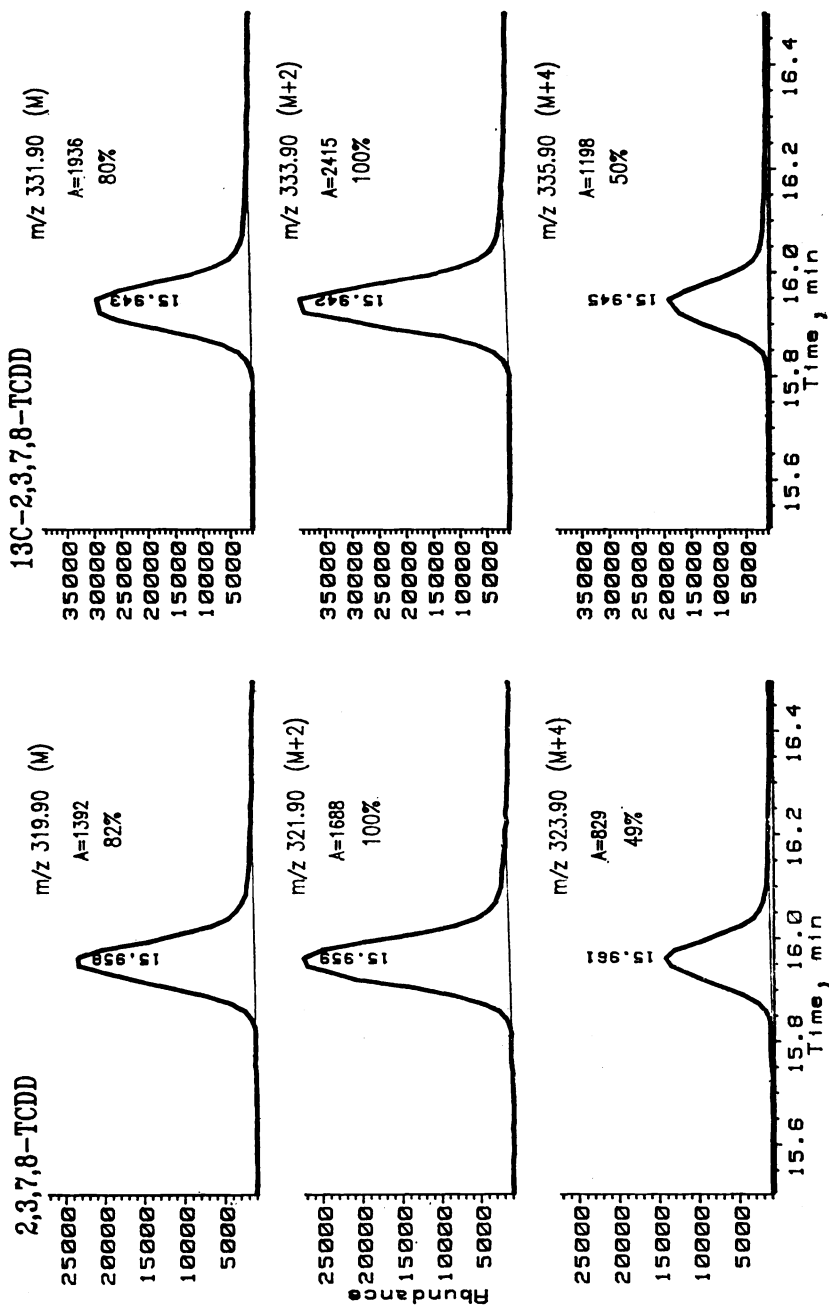 2,3,7,8-TCDD
25000
20000
15000
10000
5000
m/z 319.90 (M)
A=1392
82%
15.958
25000
20000
15000
10000
5000
m/z 321.90 (M+2)
A=1688
100%
15.959
25000
20000
15000
10000
5000
m/z 323.90 (M+4)
A=829
49%
15.961
Abundance
15.6 15.8 16.0 16.2 16.4
Time, min
13C-2,3,7,8-TCDD
35000
30000
25000
20000
15000
10000
5000
m/z 331.90 (M)
A=1936
80%
15.943
35000
30000
25000
20000
15000
10000
5000
m/z 333.90 (M+2)
A=2415
100%
15.942
35000
30000
25000
20000
15000
10000
5000
m/z 335.90 (M+4)
A=1198
50%
15.945
15.6 15.8 16.0 16.2 16.4
Time, min